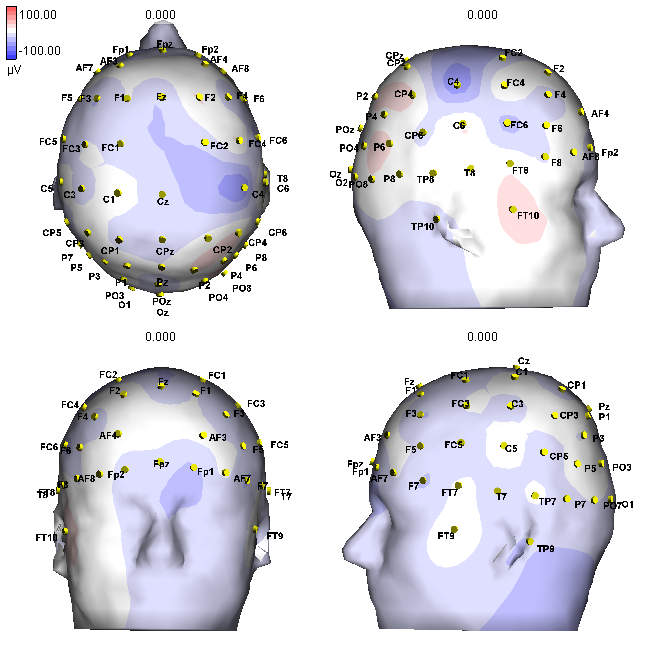 100.00
-100.00
µV
0.000
Fp1 Fpz Fp2
AF7 AF3 AF4 AF8
F5 F3 F1 Fz F2 F4 F6
FC5 FC3 FC1 FC2 FC4 FC6
T8
C5 C3 C1 Cz C4 C6
CP5 CP3 CP1 CPz CP2 CP4 CP6
P7 P5 P3 P1 Pz P2 P4 P6 P8
PO3 POz PO4 PO8
O1 Oz
0.000
CPz FC2
F2
P2 CP4 C4 FC4 F4
P4 AF4
POz CP6 C6 FC6 F6
PO4 P6 AF8 Fp2
Oz P8 TP8 T8 FT8 F8
O2 PO8
TP10 FT10
0.000
FC2 Fz FC1
F2 F1
FC4 F4 F3 FC3
AF4 AF3
FC6 F6 F5 FC5
AF8 Fp2 Fpz Fp1 AF7
T8 F7 FT7
T7
FT10 FT9
0.000
Cz
Fz FC1 C1 CP1
F1
F3 FC3 C3 CP3 Pz
P1
AF3 F5 FC5 C5 CP5 P3
Fpz PO3
Fp1 AF7 P5
F7 FT7 T7 TP7 P7 PO7 O1
FT9 TP9